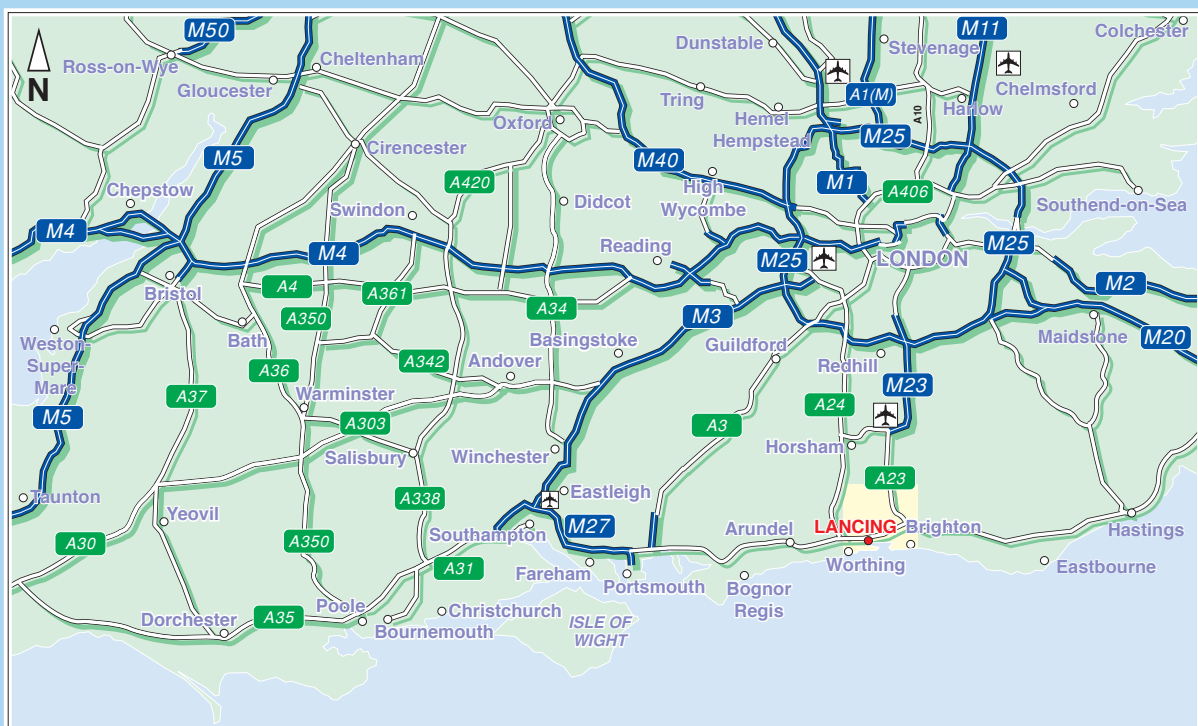 M50
Ross-on-Wye
Cheltenham
Gloucester
N
Dunstable
Stevenage
M11
Colchester
A1(M)
A10
Tring
Hemel
Hempstead
Harlow
Chelmsford
Oxford
Cirencester
M5
M40
M25
M1
A406
A420
High
Wycombe
Chepstow
Swindon
Didcot
Southend-on-Sea
M4
M4
Reading
M25
LONDON
M25
Bristol
A4
A361
A34
M2
A350
M3
Weston-
Super-
Mare
Bath
Basingstoke
Guildford
Redhill
Maidstone
M20
A36
A342
Andover
M23
M5
A37
Warminster
A303
A3
A24
Salisbury
Winchester
Horsham
Taunton
A338
Eastleigh
A23
Yeovil
Southampton
M27
Arundel
LANCING
Brighton
Hastings
A30
A350
A31
Fareham
Portsmouth
Worthing
Eastbourne
Bognor
Regis
Dorchester
A35
Poole
Christchurch
Bournemouth
ISLE OF
WIGHT